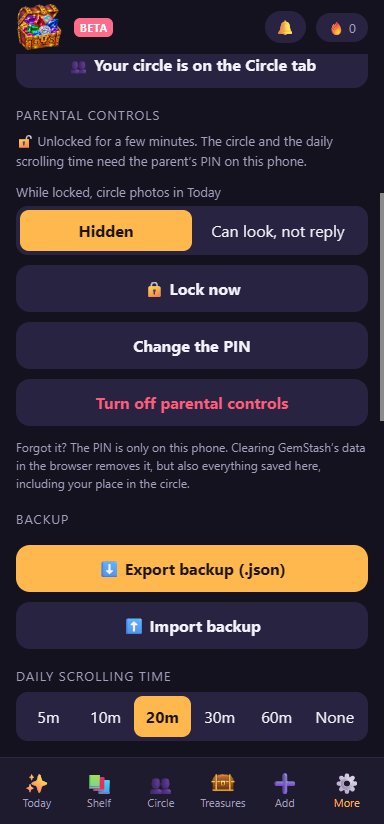 BETA
0
Your circle is on the Circle tab
PARENTAL CONTROLS
Unlocked for a few minutes. The circle and the daily
scrolling time need the parent's PIN on this phone.
While locked, circle photos in Today
Hidden
Can look, not reply
Lock now
Change the PIN
Turn off parental controls
Forgot it? The PIN is only on this phone. Clearing GemStash's data
in the browser removes it, but also everything saved here,
including your place in the circle.
BACKUP
Export backup (.json)
Import backup
DAILY SCROLLING TIME
5m 10m 20m 30m 60m None
Today Shelf Circle Treasures Add More